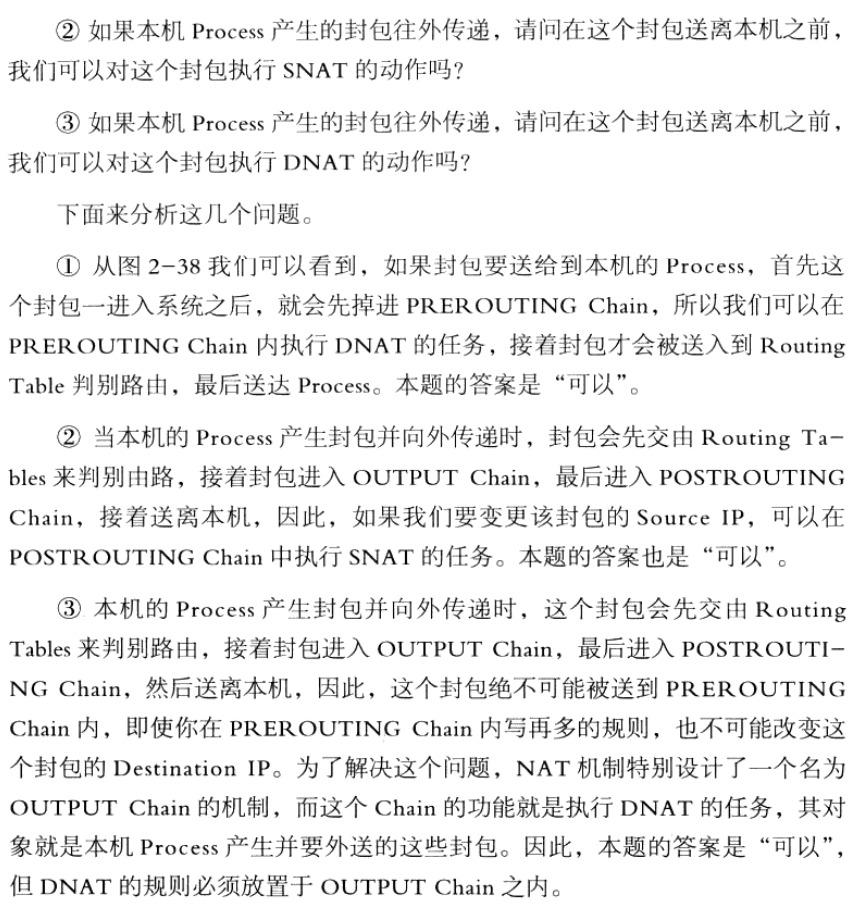 ② 如果本机 Process 产生的封包往外传递，请问在这个封包送离本机之前，
我们可以对这个封包执行 SNAT 的动作吗？
③ 如果本机 Process 产生的封包往外传递，请问在这个封包送离本机之前，
我们可以对这个封包执行 DNAT 的动作吗？
下面来分析这几个问题。
① 从图 2-38 我们可以看到，如果封包要送给到本机的 Process，首先这
个封包一进入系统之后，就会先掉进 PREROUTING Chain，所以我们可以在
PREROUTING Chain 内执行 DNAT 的任务，接着封包才会被送入到 Routing
Table 判别路由，最后送达 Process。本题的答案是“可以”。
② 当本机的 Process 产生封包并向外传递时，封包会先交由 Routing Ta-
bles 来判别由路，接着封包进入 OUTPUT Chain，最后进入 POSTROUTING
Chain，接着送离本机，因此，如果我们要变更该封包的 Source IP，可以在
POSTROUTING Chain 中执行 SNAT 的任务。本题的答案也是“可以”。
③ 本机的 Process 产生封包并向外传递时，这个封包会先交由 Routing
Tables 来判别路由，接着封包进入 OUTPUT Chain，最后进入 POSTROUTI-
NG Chain，然后送离本机，因此，这个封包绝不可能被送到 PREROUTING
Chain 内，即使你在 PREROUTING Chain 内写再多的规则，也不可能改变这
个封包的 Destination IP。为了解决这个问题，NAT 机制特别设计了一个名为
OUTPUT Chain 的机制，而这个 Chain 的功能就是执行 DNAT 的任务，其对
象就是本机 Process 产生并要外送的这些封包。因此，本题的答案是“可以”，
但 DNAT 的规则必须放置于 OUTPUT Chain 之内。